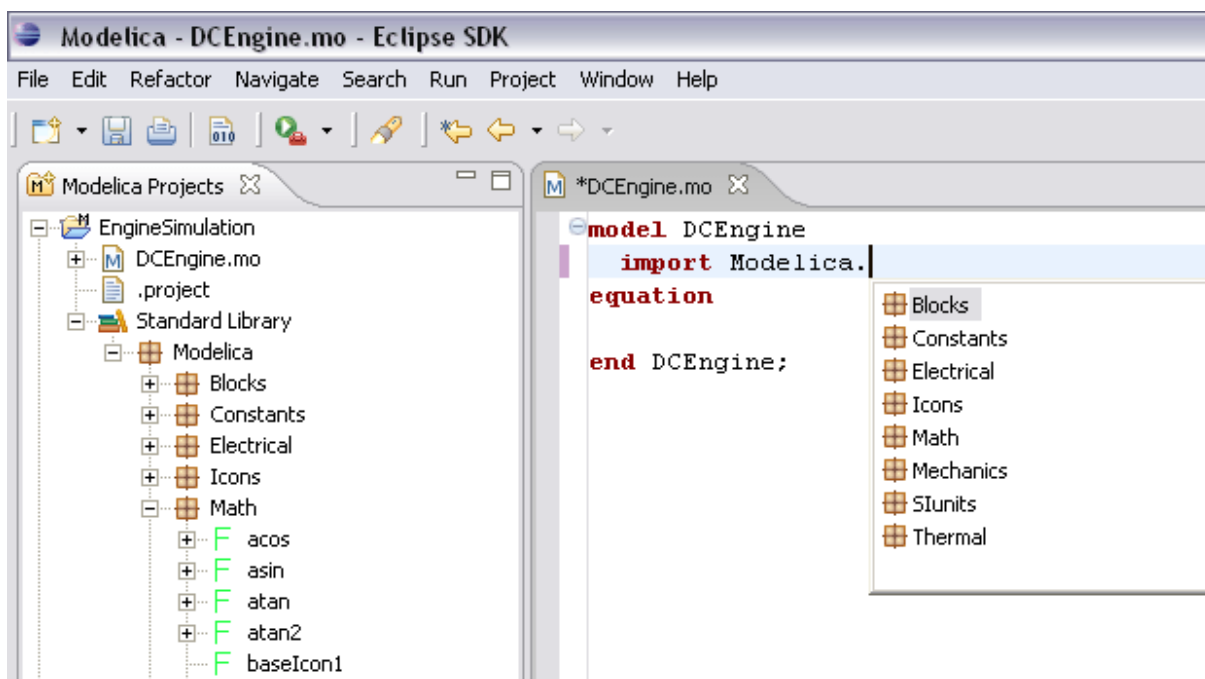 Modelica - DCEngine.mo - Eclipse SDK
File Edit Refactor Navigate Search Run Project Window Help
010
Modelica Projects
EngineSimulation
DCEngine.mo
.project
Standard Library
Modelica
Blocks
Constants
Electrical
Icons
Math
F acos
F asin
F atan
F atan2
F baseIcon1
M *DCEngine.mo
model DCEngine
import Modelica.
equation
end DCEngine;
Blocks
Constants
Electrical
Icons
Math
Mechanics
SIunits
Thermal